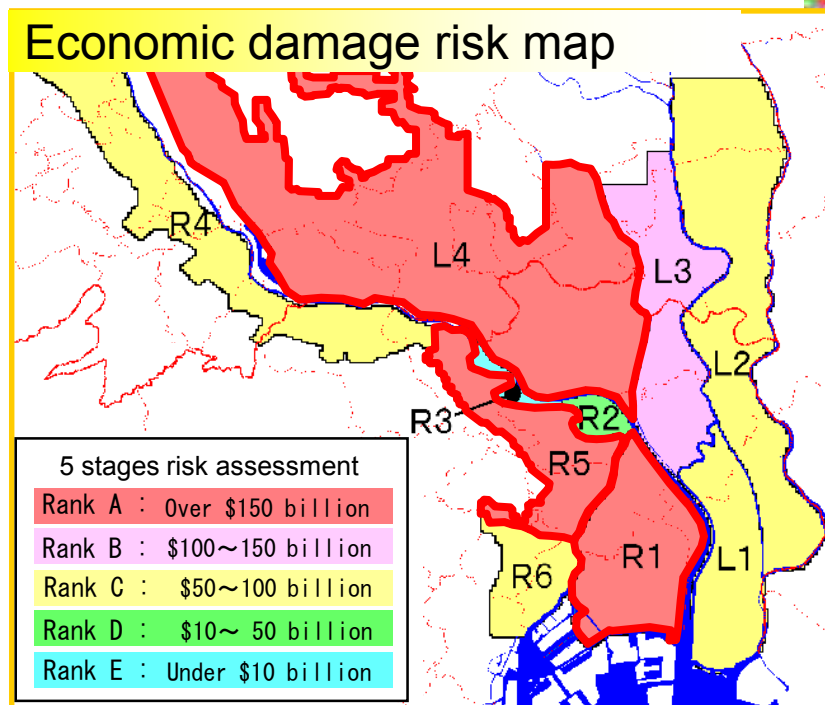 Economic damage risk map
R4
L4
L3
L2
R3
R2
R5
R6
R1
L1
5 stages risk assessment
Rank A : Over $150 billion
Rank B : $100~150 billion
Rank C : $50~100 billion
Rank D : $10~ 50 billion
Rank E : Under $10 billion